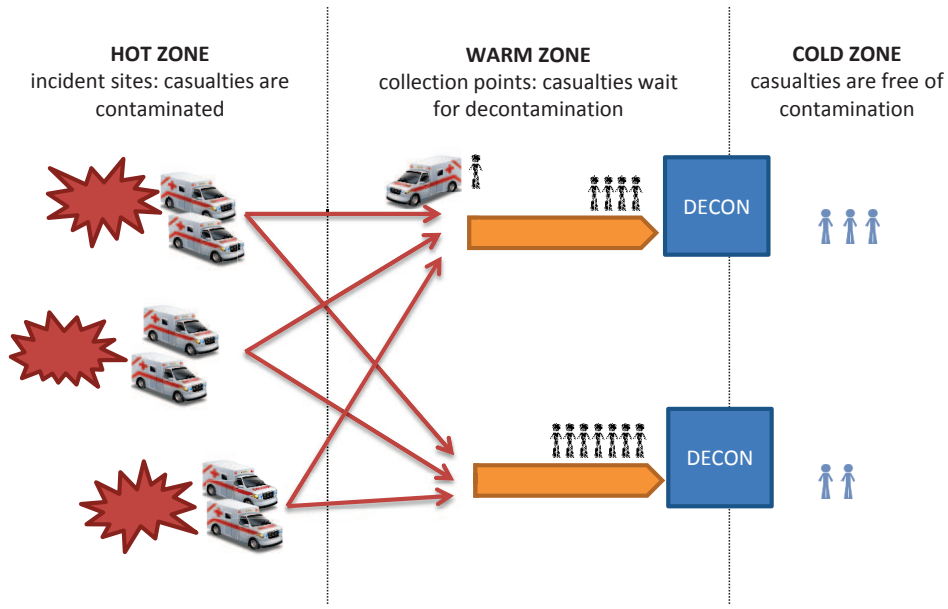 HOT ZONE
incident sites: casualties are
contaminated
WARM ZONE
collection points: casualties wait
for decontamination
COLD ZONE
casualties are free of
contamination
DECON
DECON